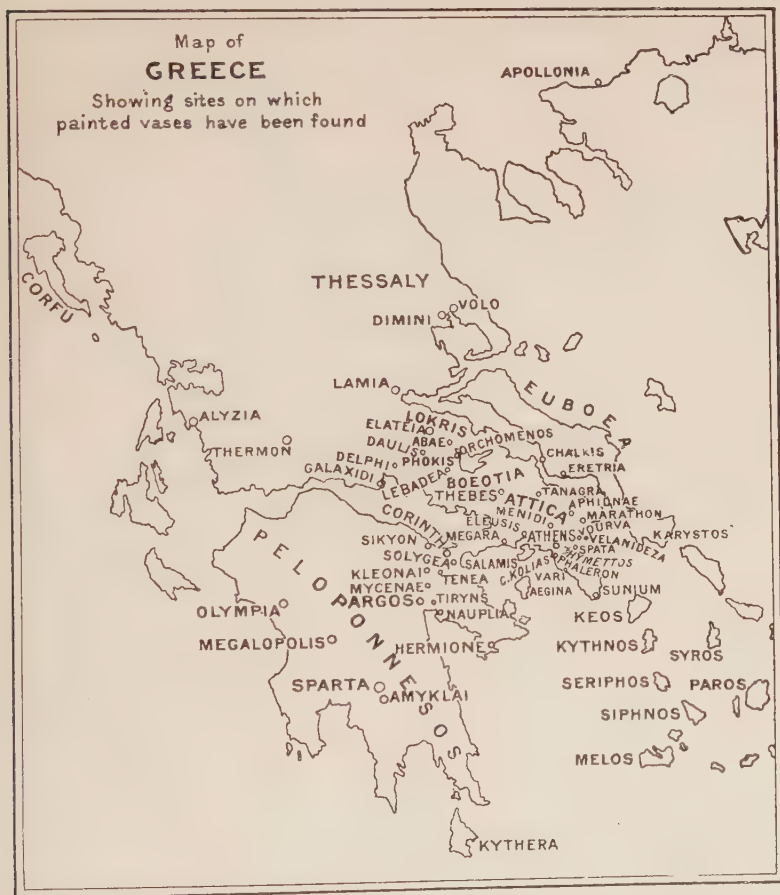 Map of
GREECE
Showing sites on which
painted vases have been found
APOLLONIA
CORFU
THESSALY
VOLO
DIMINI
LAMIA
EUBOEA
ALYZIA
THERMON
LOKRIS
ELATEIA
ABAE
ORCHOMENOS
DAULIS
DELPHI
PHOKIS
CHALKIS
GALAXIDI
LEBADEA
BOEOTIA
ERETRIA
THEBES
ATTICA
TANAGRA
APHIDNAE
MENIDI
MARATHON
CORINTH
ELEUSIS
VOURVA
SIKYON
MEGARA
ATHENS
VELANIDEZA
KARYSTOS
SPATA
SOLYGEA
SALAMIS
HYMETTOS
PHALERON
KLEONAI
TENEA
C. KOLIAS
VARI
MYCENAE
AEGINA
SUNIUM
ARGOS
TIRYNS
NAUPLIA
KEOS
PELOPONNESOS
OLYMPIA
MEGALOPOLIS
HERMIONE
KYTHNOS
SYROS
SPARTA
AMYKLAI
SERIPHOS
PAROS
SIPHNOS
MELOS
KYTHERA